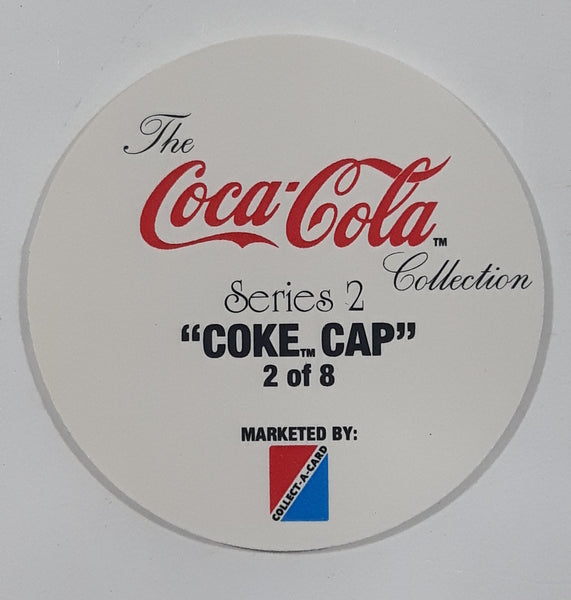 The
Coca-Cola™
Collection
Series 2
“COKE™ CAP”
2 of 8
MARKETED BY:
COLLECT-A-CARD